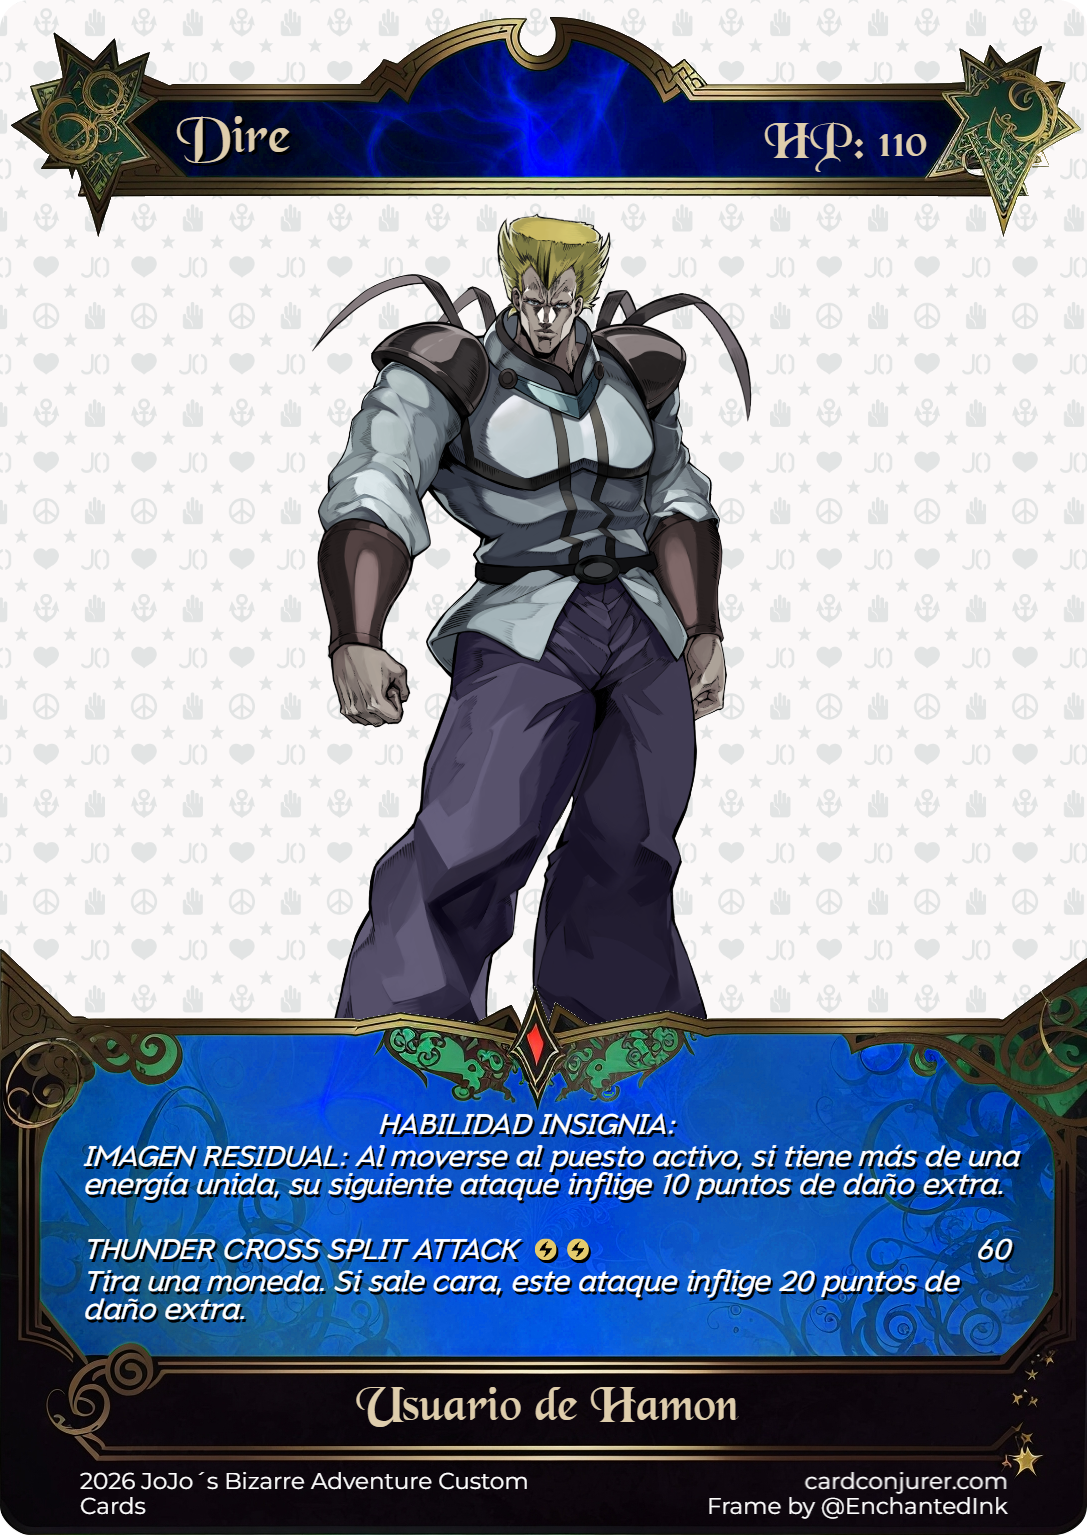 Dire
HP: 110
HABILIDAD INSIGNIA:
IMAGEN RESIDUAL: Al moverse al puesto activo, si tiene más de una
energía unida, su siguiente ataque inflige 10 puntos de daño extra.
THUNDER CROSS SPLIT ATTACK 60
Tira una moneda. Si sale cara, este ataque inflige 20 puntos de
daño extra.
Usuario de Hamon
2026 JoJo´s Bizarre Adventure Custom
Cards
cardconjurer.com
Frame by @EnchantedInk